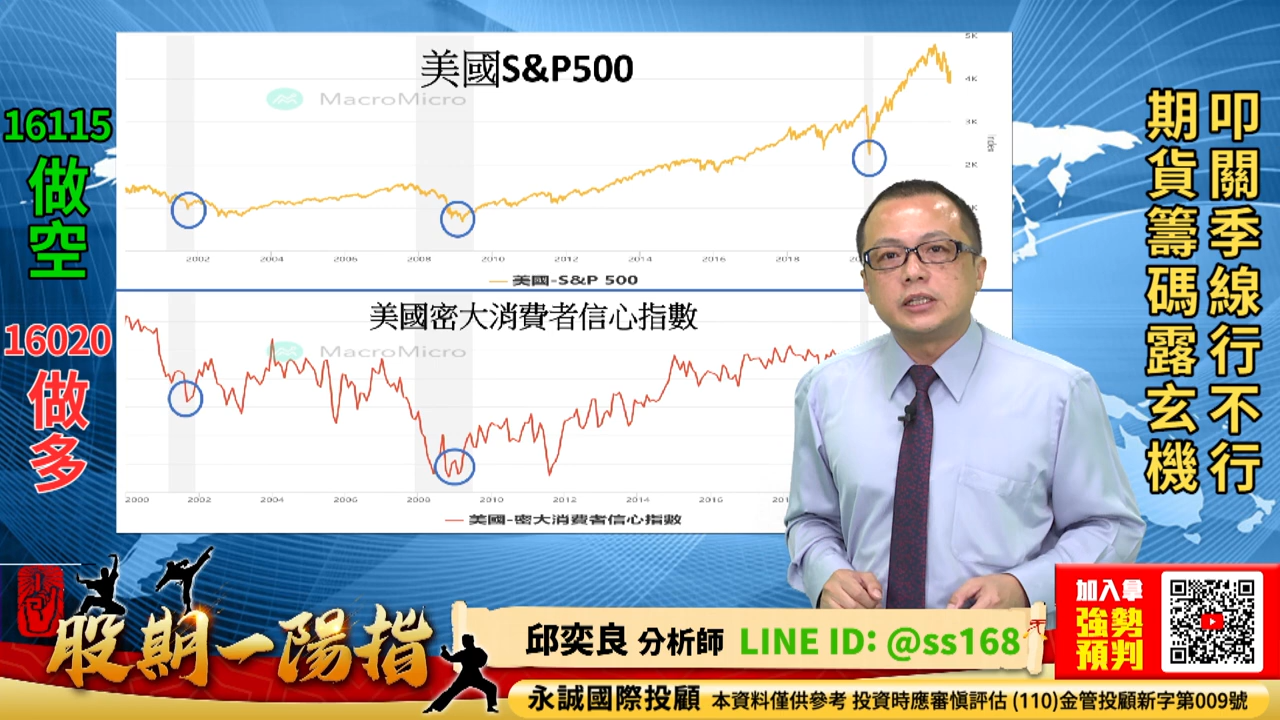 美國S&P500
MacroMicro
5K
4K
3K
2K
Index
2002
2004
2006
2008
2010
2012
2014
2016
2018
美國-S&P 500
美國密大消費者信心指數
MacroMicro
2000
2002
2004
2006
2008
2010
2012
2014
2016
美國-密大消費者信心指數
16115
做空
16020
做多
叩關季線行不行
期貨籌碼露玄機
股期一陽指
邱奕良 分析師 LINE ID: @ss168
加入拿
強勢
預判
永誠國際投顧 本資料僅供參考 投資時應審慎評估 (110)金管投顧新字第009號